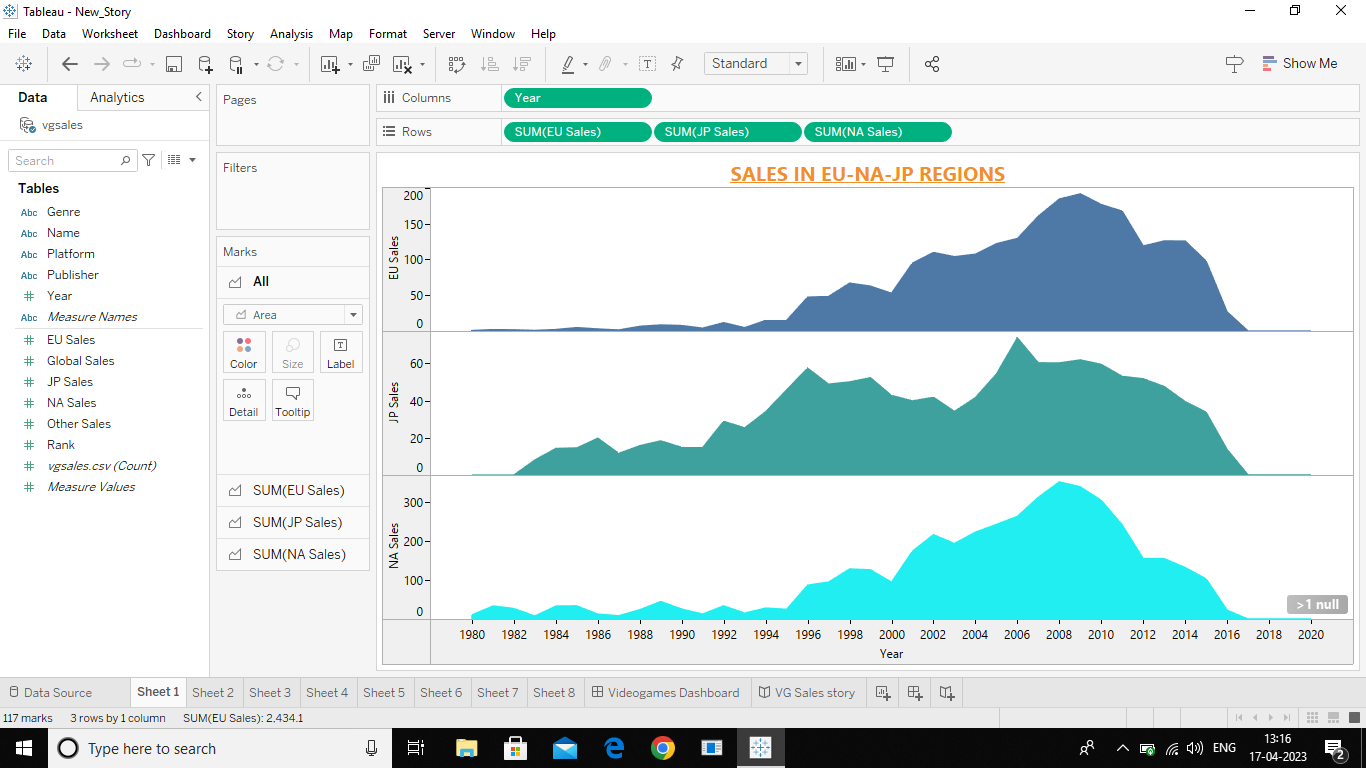 Tableau - New_Story
File Data Worksheet Dashboard Story Analysis Map Format Server Window Help
Standard
Show Me
Data Analytics
vgsales
Search
Tables
Abc Genre
Abc Name
Abc Platform
Abc Publisher
# Year
Abc Measure Names
# EU Sales
# Global Sales
# JP Sales
# NA Sales
# Other Sales
# Rank
# vgsales.csv (Count)
# Measure Values
Pages
Filters
Marks
All
Area
Color Size Label
Detail Tooltip
SUM(EU Sales)
SUM(JP Sales)
SUM(NA Sales)
Columns Year
Rows SUM(EU Sales) SUM(JP Sales) SUM(NA Sales)
SALES IN EU-NA-JP REGIONS
EU Sales
200
150
100
50
0
JP Sales
60
40
20
0
NA Sales
300
200
100
0
>1 null
1980 1982 1984 1986 1988 1990 1992 1994 1996 1998 2000 2002 2004 2006 2008 2010 2012 2014 2016 2018 2020
Year
Data Source Sheet 1 Sheet 2 Sheet 3 Sheet 4 Sheet 5 Sheet 6 Sheet 7 Sheet 8 Videogames Dashboard VG Sales story
117 marks 3 rows by 1 column SUM(EU Sales): 2,434.1
Type here to search
ENG
13:16
17-04-2023
2